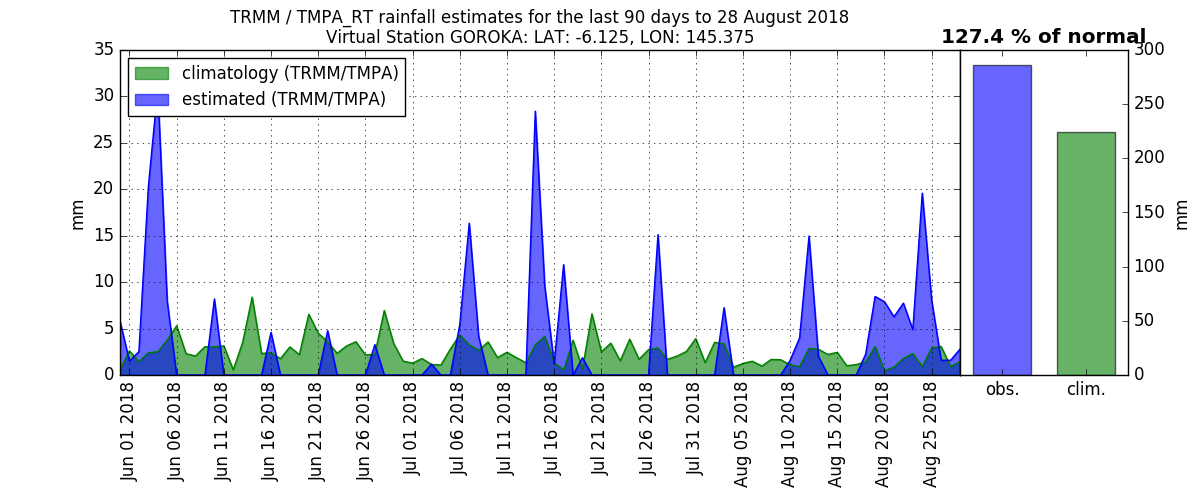 TRMM / TMPA_RT rainfall estimates for the last 90 days to 28 August 2018
Virtual Station GOROKA: LAT: -6.125, LON: 145.375
127.4 % of normal
climatology (TRMM/TMPA)
estimated (TRMM/TMPA)
mm
35
30
25
20
15
10
5
0
Jun 01 2018
Jun 06 2018
Jun 11 2018
Jun 16 2018
Jun 21 2018
Jun 26 2018
Jul 01 2018
Jul 06 2018
Jul 11 2018
Jul 16 2018
Jul 21 2018
Jul 26 2018
Jul 31 2018
Aug 05 2018
Aug 10 2018
Aug 15 2018
Aug 20 2018
Aug 25 2018
obs.
clim.
300
250
200
150
100
50
0
mm